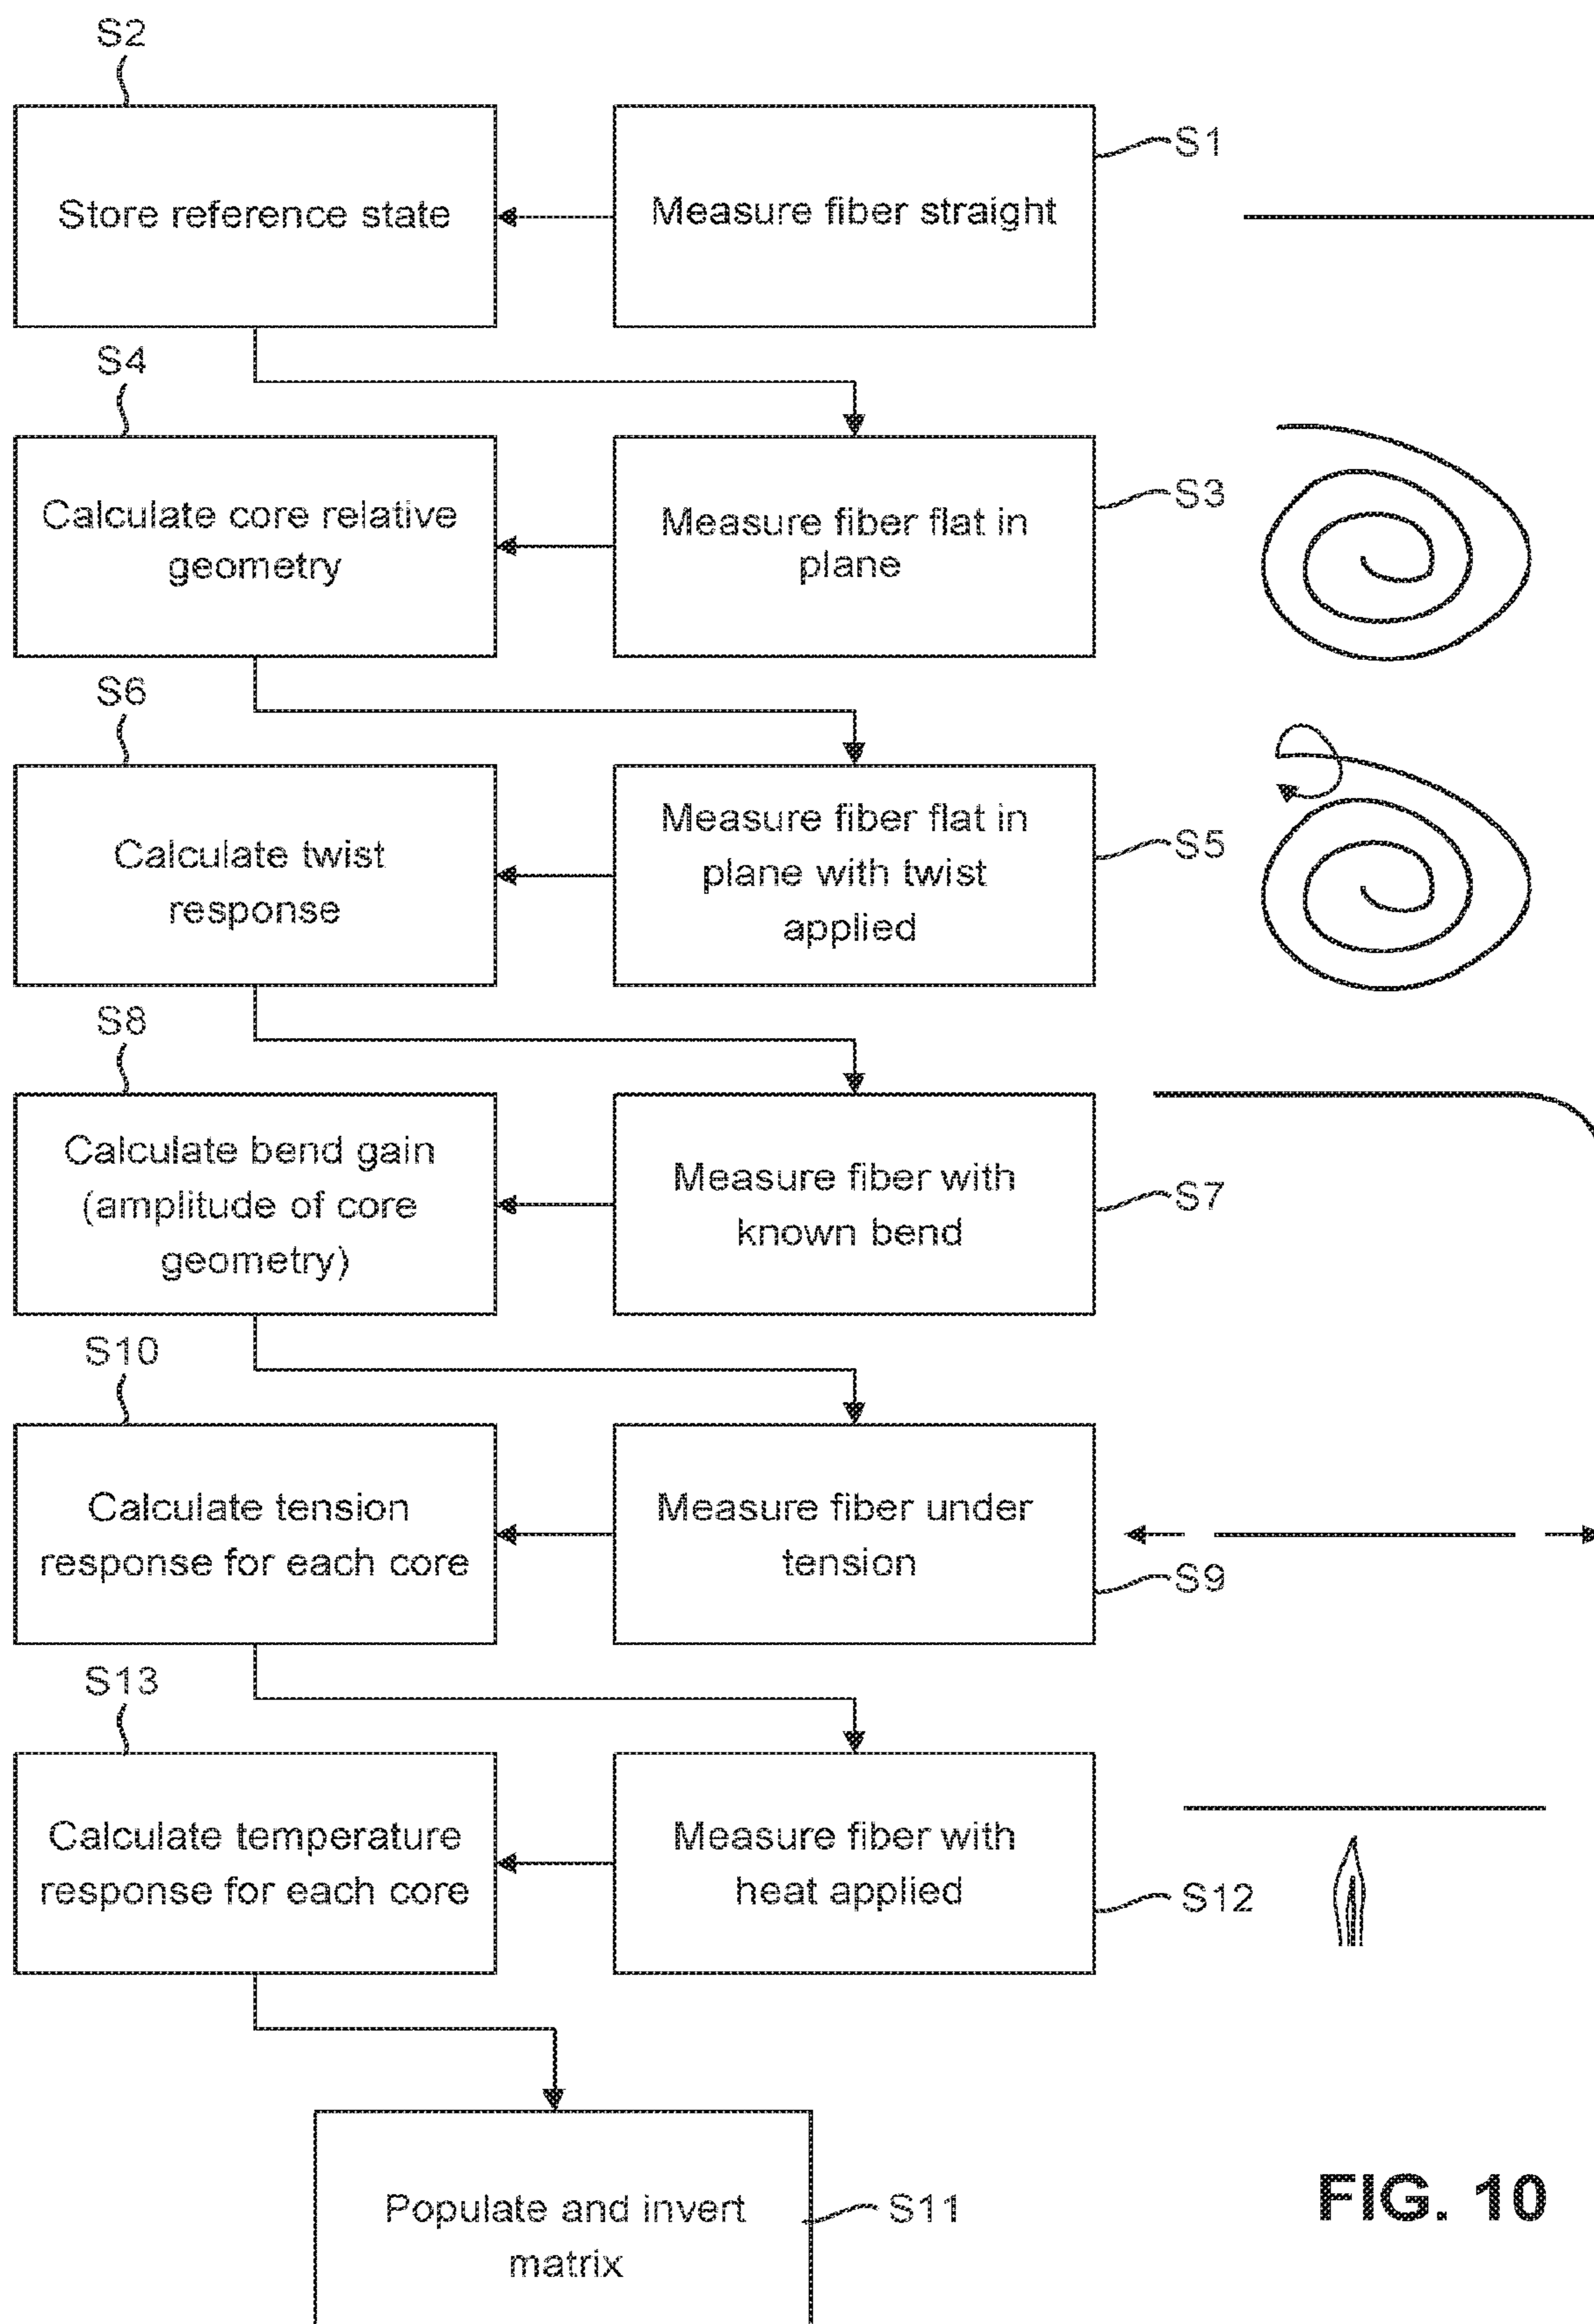 S2
S1
Store reference state
Measure fiber straight
S4
S3
Calculate core relative
geometry
Measure fiber flat in
plane
S6
S5
Calculate twist
response
Measure fiber flat in
plane with twist
applied
S8
S7
Calculate bend gain
(amplitude of core
geometry)
Measure fiber with
known bend
S10
Calculate tension
response for each core
Measure fiber under
tension
S9
S13
Calculate temperature
response for each core
Measure fiber with
heat applied
S12
Populate and invert
matrix
S11
FIG. 10